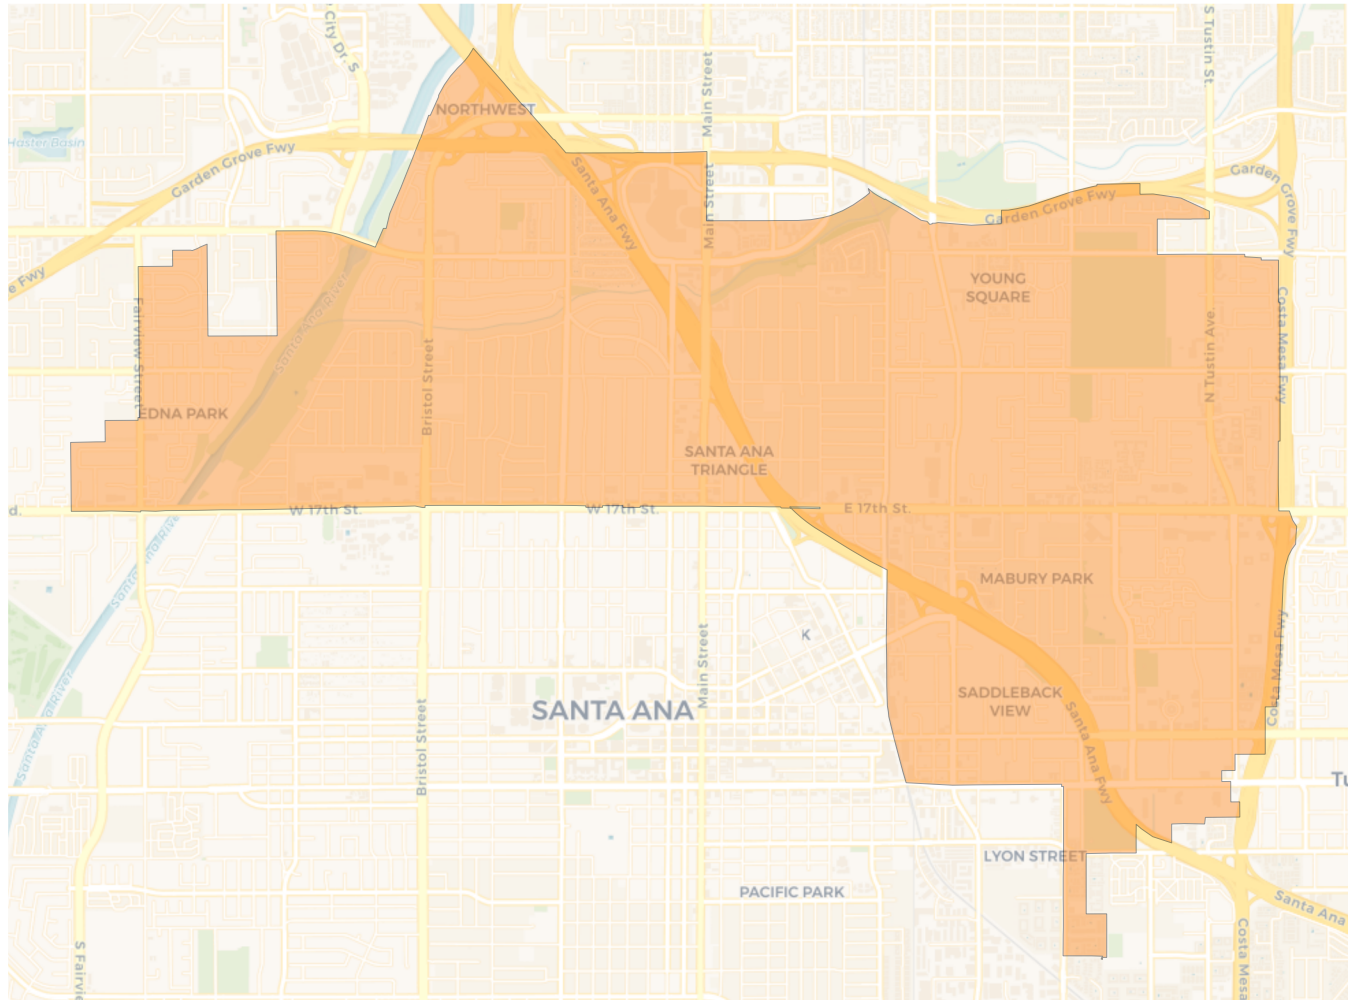 City Dr. S
S Tustin St.
Main Street
NORTHWEST
Haster Basin
Garden Grove Fwy
Santa Ana Fwy
Main Street
Garden Grove Fwy
Garden Grove Fwy
e Fwy
YOUNG
SQUARE
Santa Ana River
Fairview Street
Bristol Street
N Tustin Ave.
Costa Mesa Fwy
EDNA PARK
SANTA ANA
TRIANGLE
d.
W 17th St.
W 17th St.
E 17th St.
Santa Ana River
MABURY PARK
K
Main Street
Costa Mesa Fwy
SADDLEBACK
VIEW
SANTA ANA
Santa Ana River
Bristol Street
Santa Ana Fwy
Tu
LYON STREET
PACIFIC PARK
Santa Ana
S Fairvie
Costa Mesa